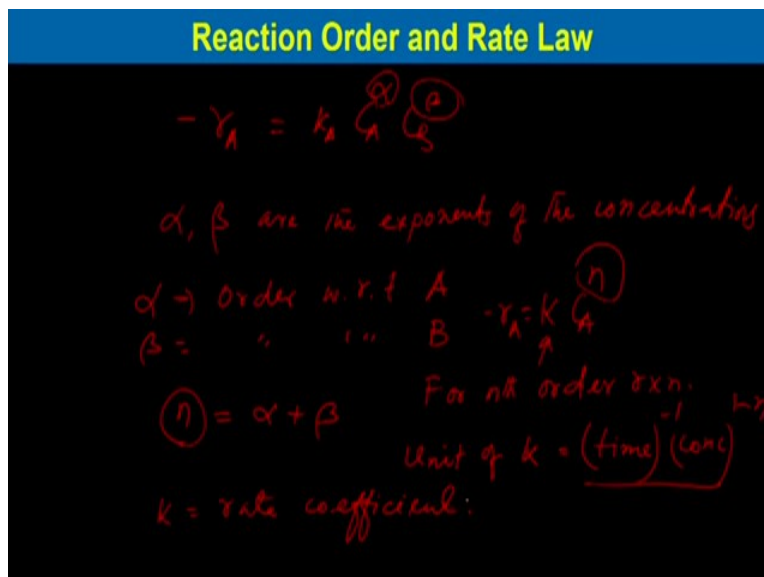 Reaction Order and Rate Law
-r_A = k_A C_A^α C_B^β
α, β are the exponents of the concentrations
α → order w.r.t A
β = " " " B
-r_A = k C_A^n
For nth order rxn.
n = α + β
Unit of k = (time)^-1 (conc)^1-n
k = rate coefficient: